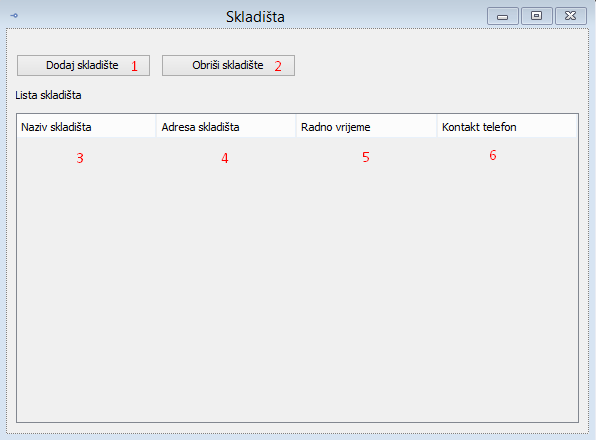 Skladišta
Dodaj skladište 1 Obriši skladište 2
Lista skladišta
Naziv skladišta Adresa skladišta Radno vrijeme Kontakt telefon
3 4 5 6